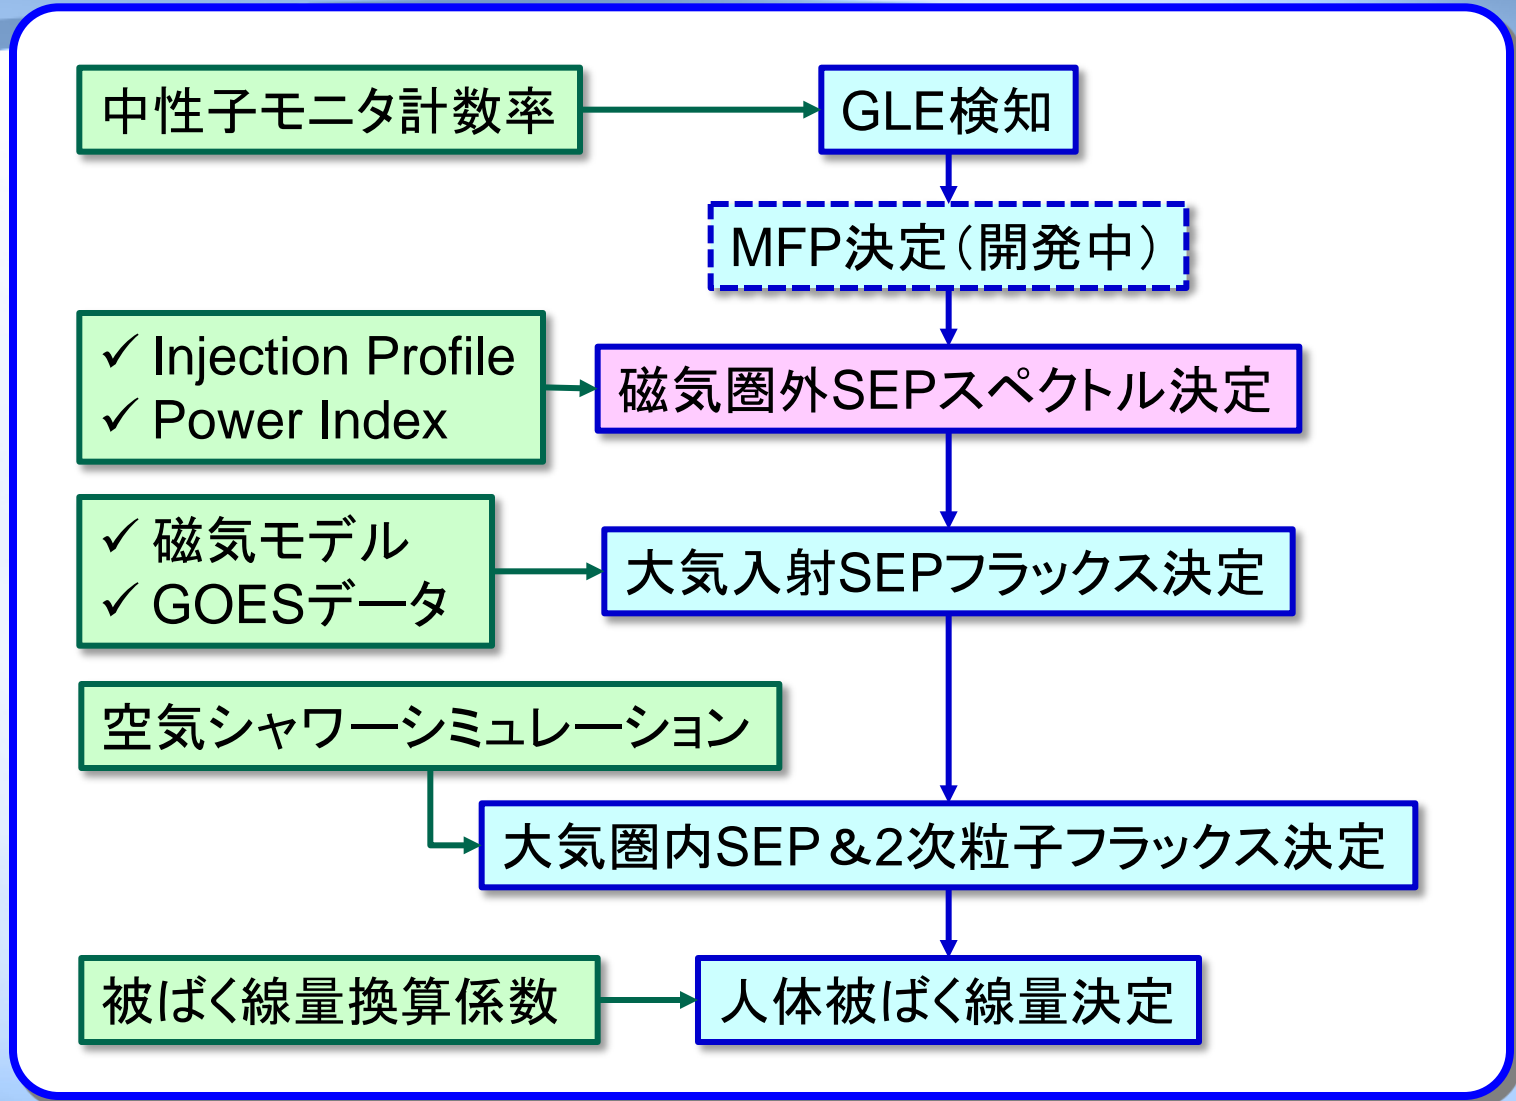 中性子モニタ計数率
GLE検知
MFP決定（開発中）
✓ Injection Profile
✓ Power Index
磁気圏外SEPスペクトル決定
✓ 磁気モデル
✓ GOESデータ
大気入射SEPフラックス決定
空気シャワーシミュレーション
大気圏内SEP＆2次粒子フラックス決定
被ばく線量換算係数
人体被ばく線量決定